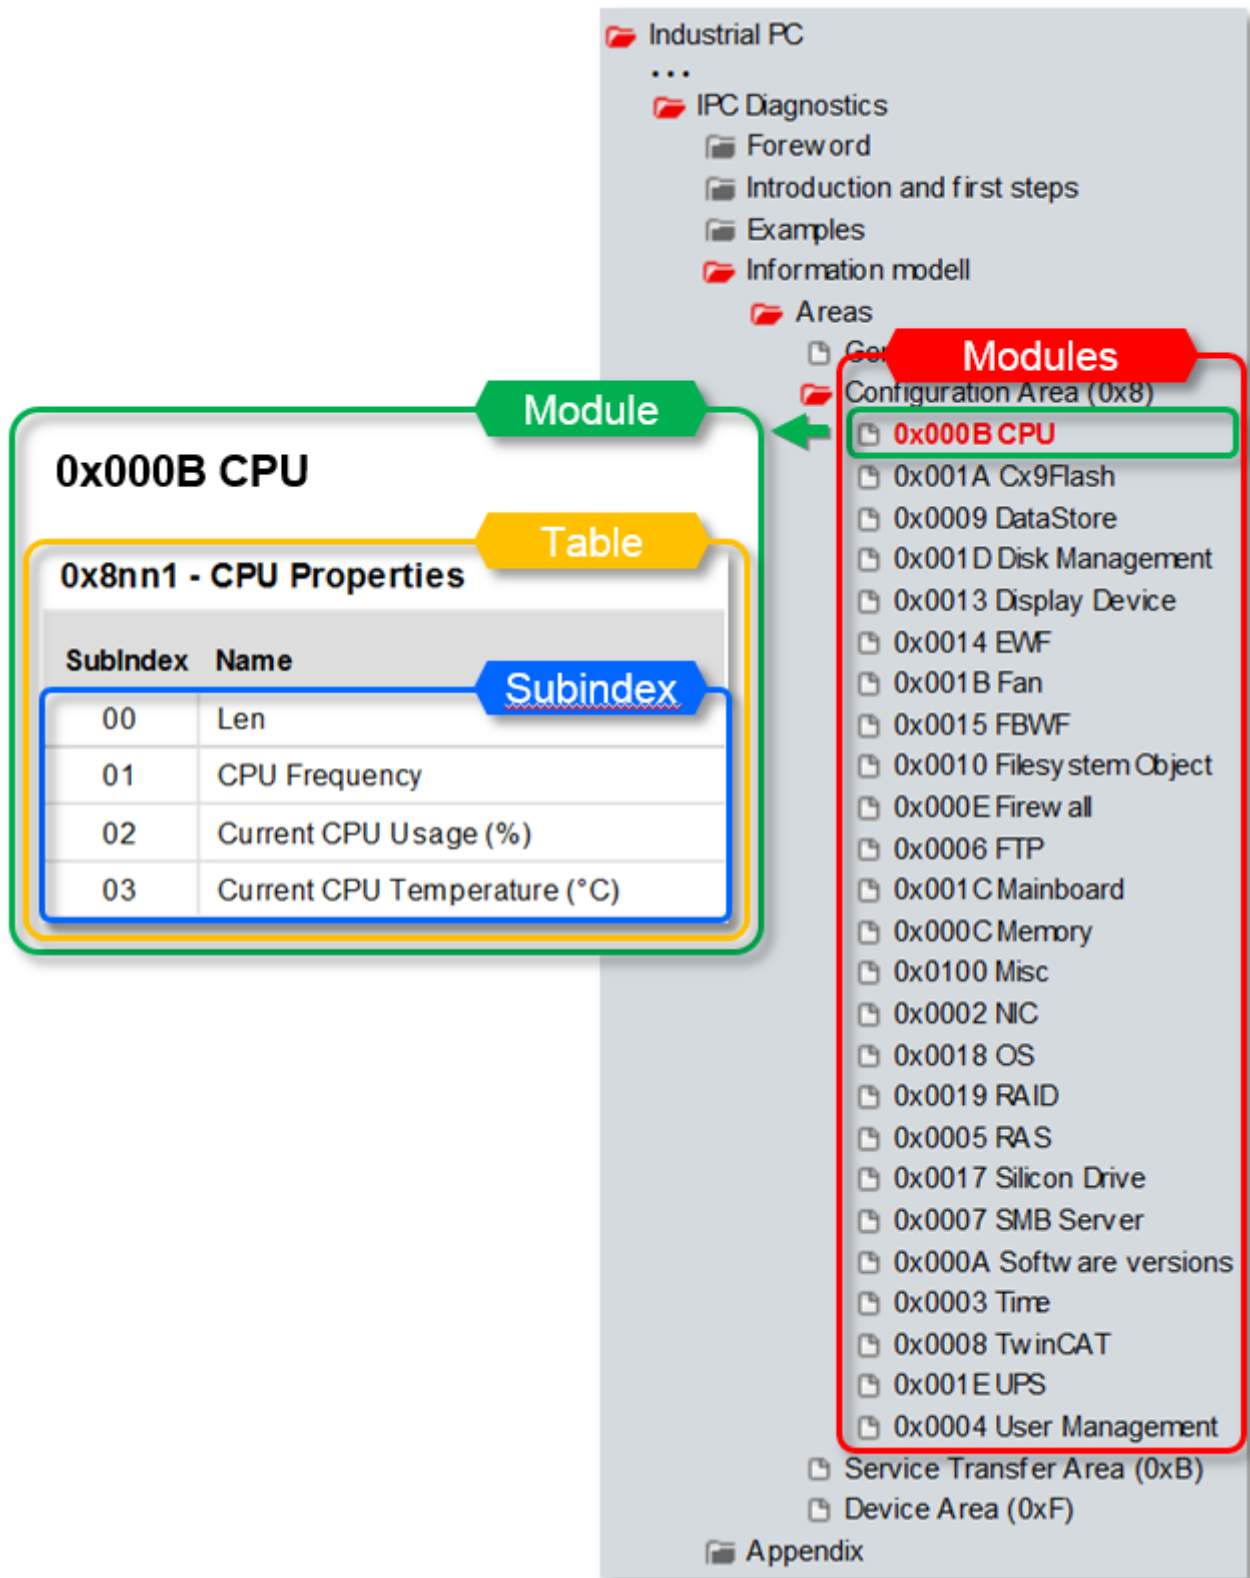 Industrial PC
...
IPC Diagnostics
Foreword
Introduction and first steps
Examples
Information modell
Areas
Modules
Configuration Area (0x8)
0x000B CPU
0x001A Cx9Flash
0x0009 DataStore
0x001D Disk Management
0x0013 Display Device
0x0014 EWF
0x001B Fan
0x0015 FBWF
0x0010 Filesystem Object
0x000E Firewall
0x0006 FTP
0x001C Mainboard
0x000C Memory
0x0100 Misc
0x0002 NIC
0x0018 OS
0x0019 RAID
0x0005 RAS
0x0017 Silicon Drive
0x0007 SMB Server
0x000A Software versions
0x0003 Time
0x0008 TwinCAT
0x001E UPS
0x0004 User Management
Service Transfer Area (0xB)
Device Area (0xF)
Appendix
Module
0x000B CPU
Table
0x8nn1 - CPU Properties
SubIndex Name
Subindex
00 Len
01 CPU Frequency
02 Current CPU Usage (%)
03 Current CPU Temperature (°C)